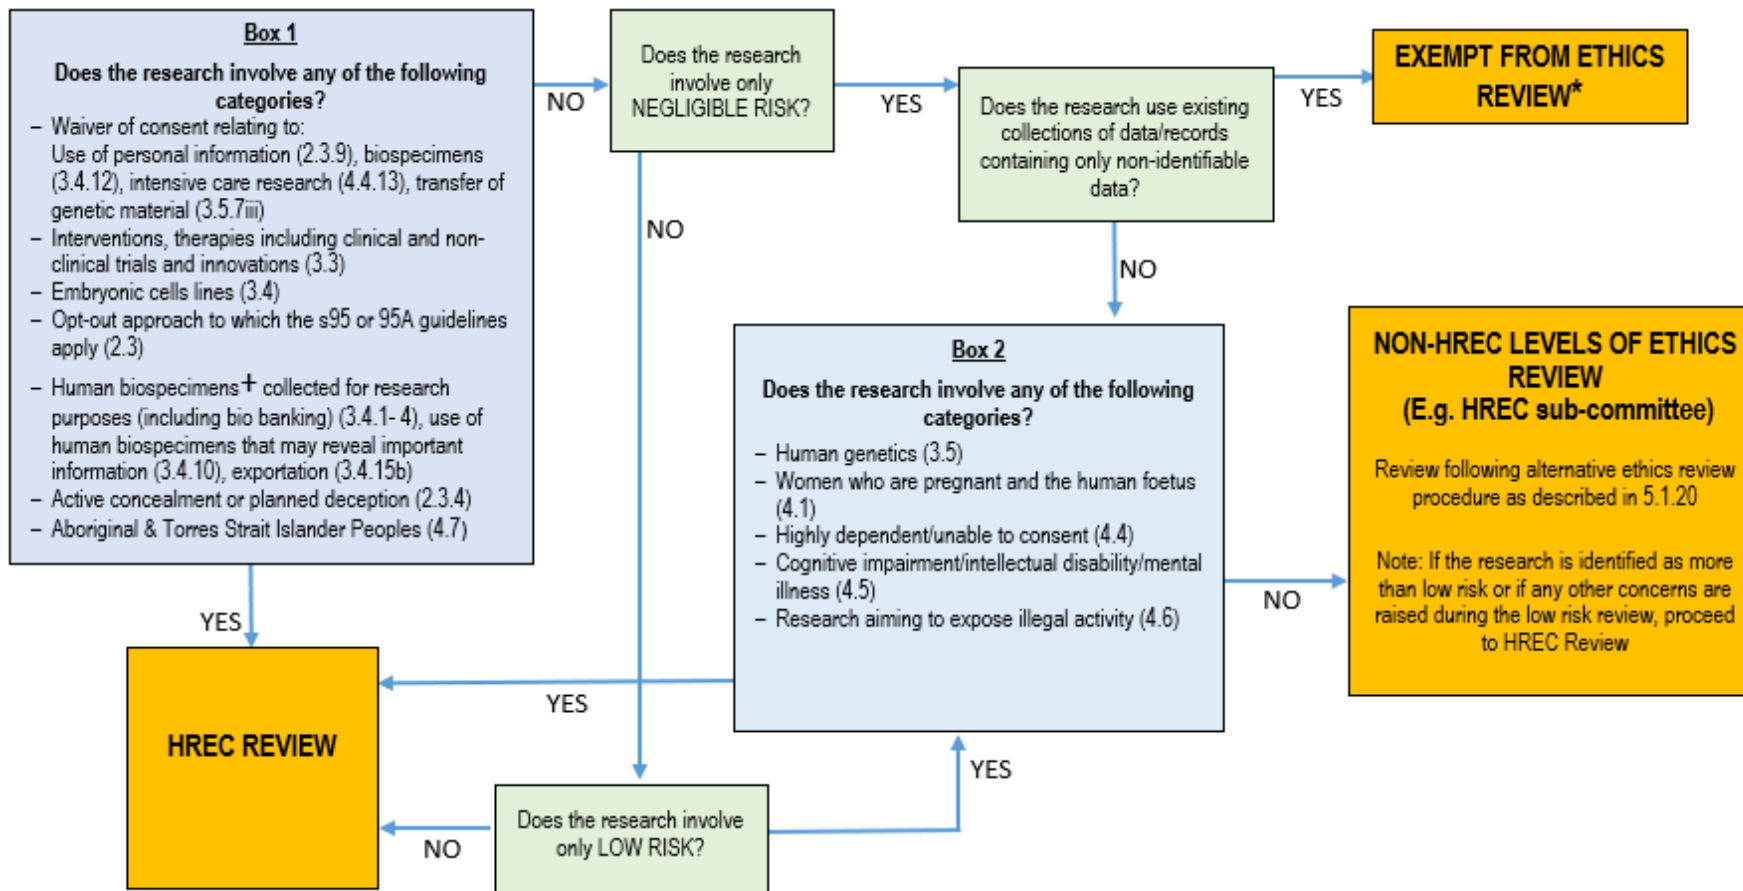 Box 1
Does the research involve any of the following
categories?
– Waiver of consent relating to:
Use of personal information (2.3.9), biospecimens
(3.4.12), intensive care research (4.4.13), transfer of
genetic material (3.5.7iii)
– Interventions, therapies including clinical and non-
clinical trials and innovations (3.3)
– Embryonic cells lines (3.4)
– Opt-out approach to which the s95 or 95A guidelines
apply (2.3)
– Human biospecimens+ collected for research
purposes (including bio banking) (3.4.1- 4), use of
human biospecimens that may reveal important
information (3.4.10), exportation (3.4.15b)
– Active concealment or planned deception (2.3.4)
– Aboriginal & Torres Strait Islander Peoples (4.7)
NO
Does the research
involve only
NEGLIGIBLE RISK?
YES
Does the research use existing
collections of data/records
containing only non-identifiable
data?
YES
EXEMPT FROM ETHICS
REVIEW*
NO
NO
Box 2
Does the research involve any of the following
categories?
– Human genetics (3.5)
– Women who are pregnant and the human foetus
(4.1)
– Highly dependent/unable to consent (4.4)
– Cognitive impairment/intellectual disability/mental
illness (4.5)
– Research aiming to expose illegal activity (4.6)
NO
NON-HREC LEVELS OF ETHICS
REVIEW
(E.g. HREC sub-committee)
Review following alternative ethics review
procedure as described in 5.1.20
Note: If the research is identified as more
than low risk or if any other concerns are
raised during the low risk review, proceed
to HREC Review
YES
YES
HREC REVIEW
NO
Does the research involve
only LOW RISK?
YES